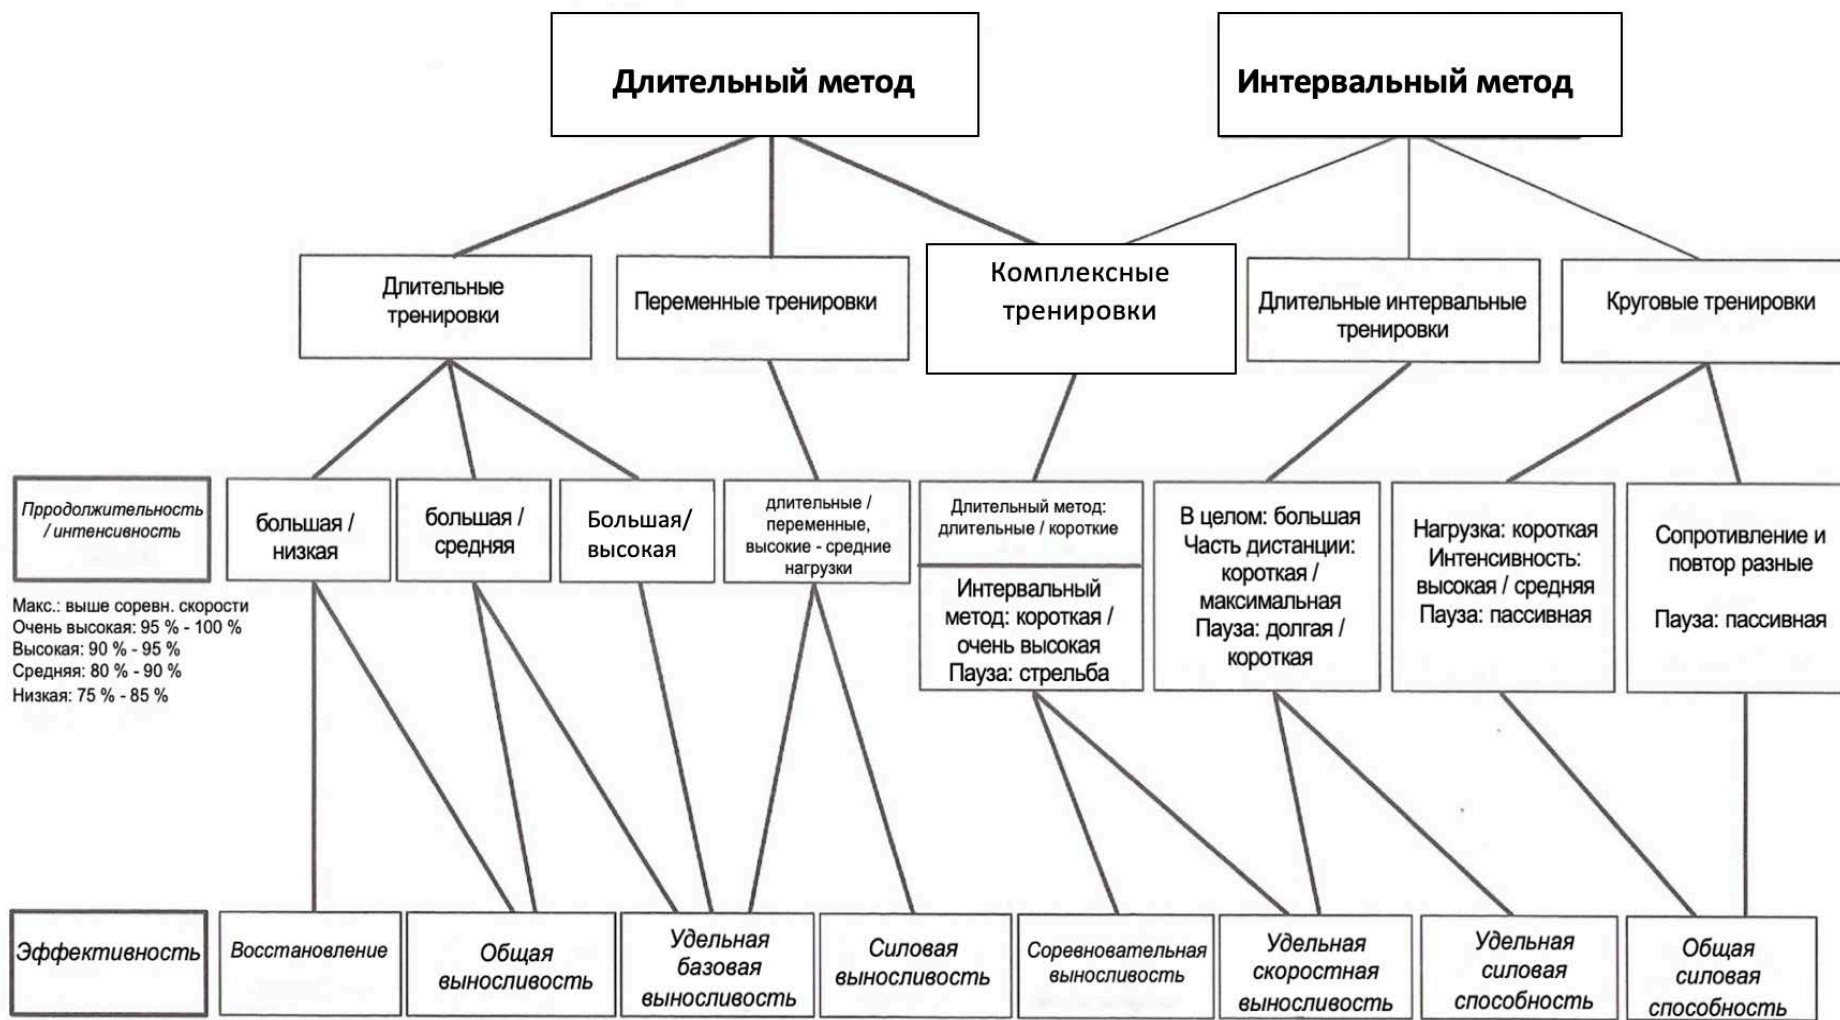 Длительный метод
Интервальный метод
Длительные
тренировки
Переменные тренировки
Комплексные
тренировки
Длительные интервальные
тренировки
Круговые тренировки
Прродолжительность
/ интенсивность
большая /
низкая
большая /
средняя
Большая/
высокая
длительные /
переменные,
высокие - средние
нагрузки
Длительный метод:
длительные / короткие
Интервальный
метод: короткая /
очень высокая
Пауза: стрельба
В целом: большая
Часть дистанции:
короткая /
максимальная
Пауза: долгая /
короткая
Нагрузка: короткая
Интенсивность:
высокая / средняя
Пауза: пассивная
Сопротивление и
повтор разные
Пауза: пассивная
Макс.: выше соревн. скорости
Очень высокая: 95 % - 100 %
Высокая: 90 % - 95 %
Средняя: 80 % - 90 %
Низкая: 75 % - 85 %
Эффективность
Восстановление
Общая
выносливость
Удельная
базовая
выносливость
Силовая
выносливость
Соревновательная
выносливость
Удельная
скоростная
выносливость
Удельная
силовая
способность
Общая
силовая
способность